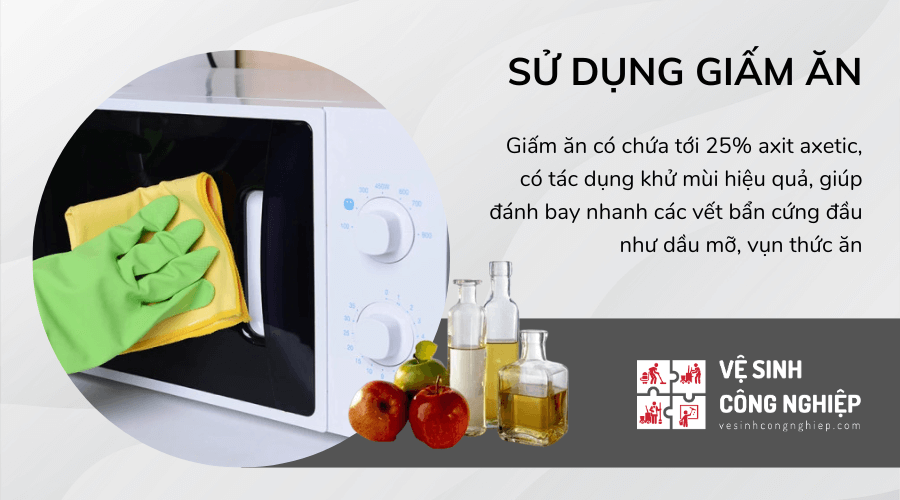 SỬ DỤNG GIẤM ĂN
Giấm ăn có chứa tới 25% axit axetic,
có tác dụng khử mùi hiệu quả, giúp
đánh bay nhanh các vết bẩn cứng đầu
như dầu mỡ, vụn thức ăn
VỆ SINH
CÔNG NGHIỆP
vesinhcongnghiep.com